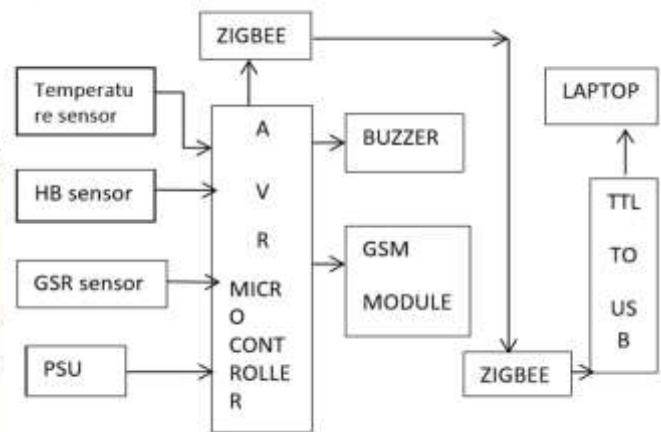 ZIGBEE
Temperatu
re sensor
HB sensor
GSR sensor
PSU
A
V
R
MICR
O
CONT
ROLLE
R
BUZZER
GSM
MODULE
ZIGBEE
TTL
TO
US
B
LAPTOP